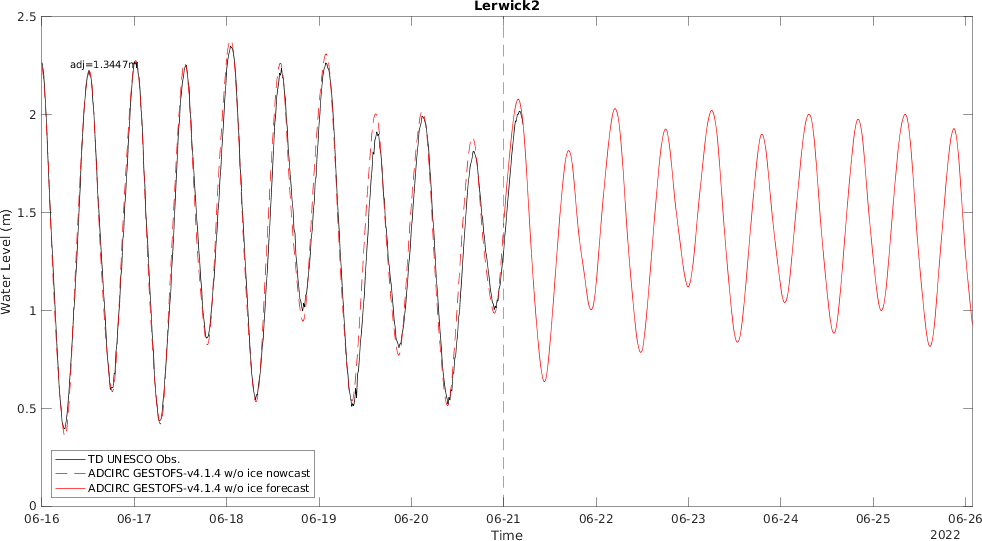 Lerwick2
2.5
adj=1.3447m
2
1.5
Water Level (m)
1
0.5
TD UNESCO Obs.
ADCIRC GESTOFS-v4.1.4 w/o ice nowcast
ADCIRC GESTOFS-v4.1.4 w/o ice forecast
0
06-16 06-17 06-18 06-19 06-20 06-21 06-22 06-23 06-24 06-25 06-26
Time
2022